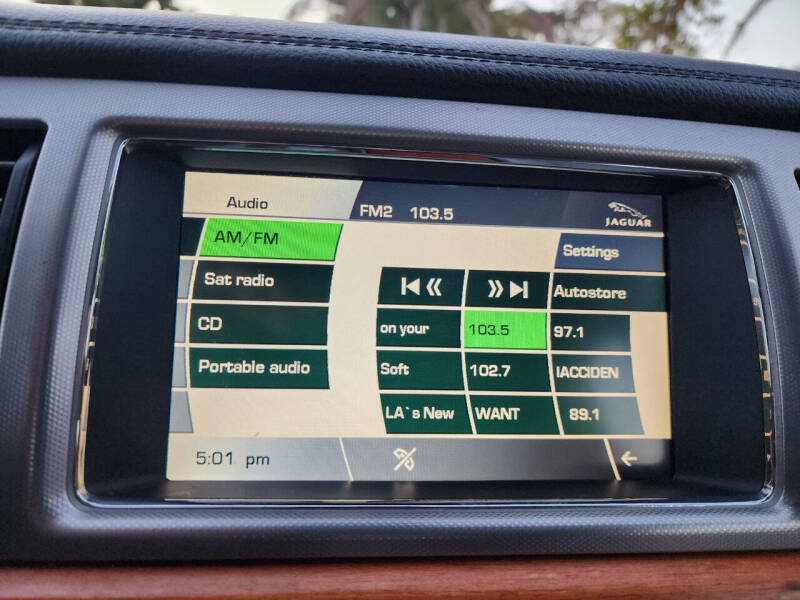 Audio
FM2 103.5
JAGUAR
AM/FM
Settings
Sat radio
Autostore
CD
on your
103.5
97.1
Portable audio
Soft
102.7
IACCIDEN
LA`s New
WANT
89.1
5:01 pm